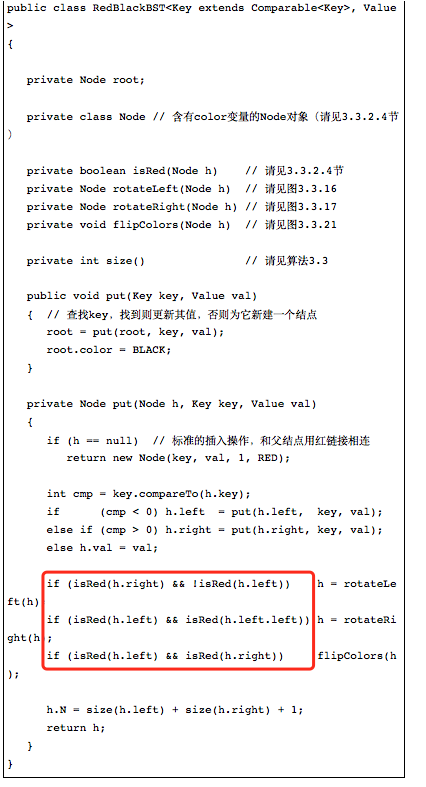 public class RedBlackBST<Key extends Comparable<Key>, Value
>
{
private Node root;
private class Node // 含有color变量的Node对象（请见3.3.2.4节
）
private boolean isRed(Node h)    // 请见3.3.2.4节
private Node rotateLeft(Node h)  // 请见图3.3.16
private Node rotateRight(Node h) // 请见图3.3.17
private void flipColors(Node h)  // 请见图3.3.21
private int size()               // 请见算法3.3
public void put(Key key, Value val)
{  // 查找key，找到则更新其值，否则为它新建一个结点
root = put(root, key, val);
root.color = BLACK;
}
private Node put(Node h, Key key, Value val)
{
if (h == null)  // 标准的插入操作，和父结点用红链接相连
return new Node(key, val, 1, RED);
int cmp = key.compareTo(h.key);
if      (cmp < 0) h.left  = put(h.left,  key, val);
else if (cmp > 0) h.right = put(h.right, key, val);
else h.val = val;
if (isRed(h.right) && !isRed(h.left))    h = rotateLe
ft(h)
if (isRed(h.left) && isRed(h.left.left)) h = rotateRi
ght(h);
if (isRed(h.left) && isRed(h.right))     flipColors(h
);
h.N = size(h.left) + size(h.right) + 1;
return h;
}
}